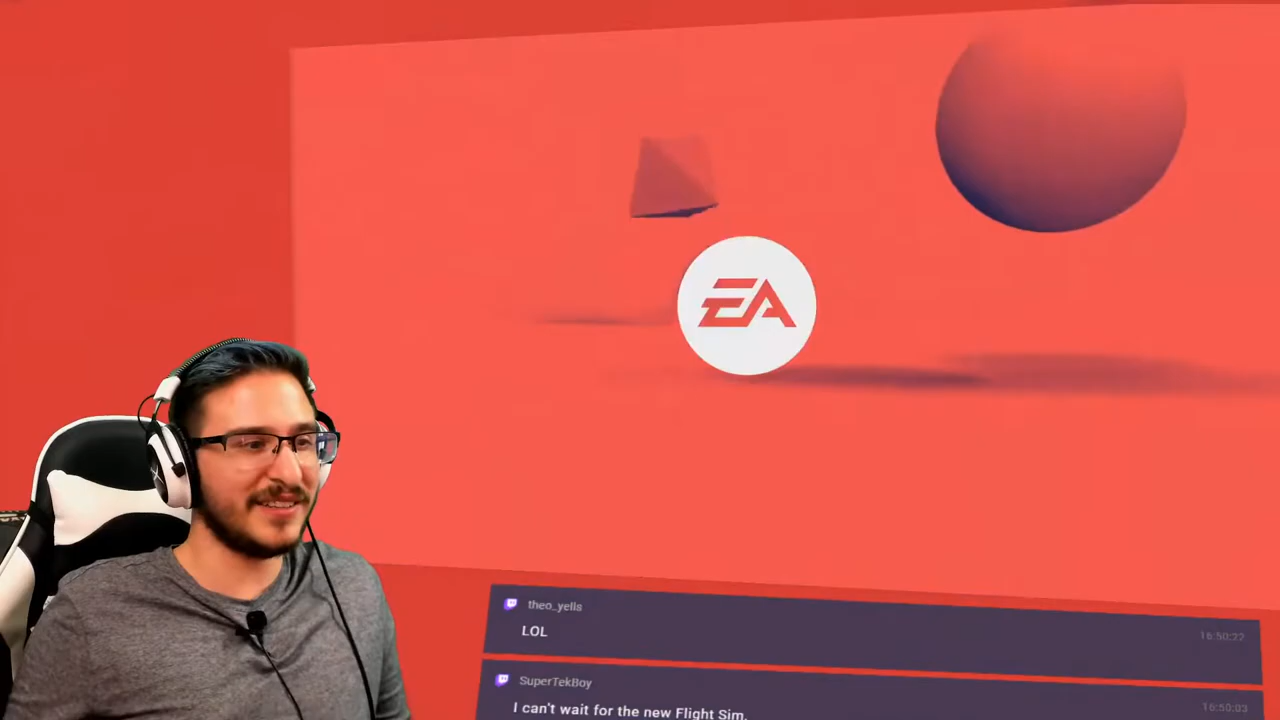 EA
theo_yells
LOL
16:50:22
SuperTekBoy
16:50:03
I can't wait for the new Flight Sim.